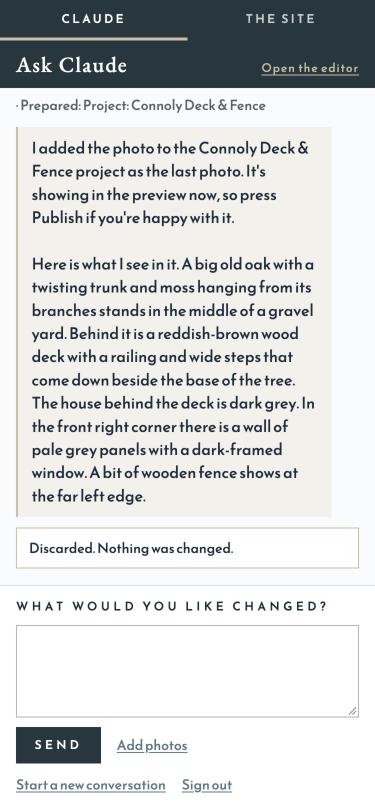 CLAUDE
THE SITE
Ask Claude
Open the editor
· Prepared: Project: Connoly Deck & Fence
I added the photo to the Connoly Deck &
Fence project as the last photo. It's
showing in the preview now, so press
Publish if you're happy with it.
Here is what I see in it. A big old oak with a
twisting trunk and moss hanging from its
branches stands in the middle of a gravel
yard. Behind it is a reddish-brown wood
deck with a railing and wide steps that
come down beside the base of the tree.
The house behind the deck is dark grey. In
the front right corner there is a wall of
pale grey panels with a dark-framed
window. A bit of wooden fence shows at
the far left edge.
Discarded. Nothing was changed.
WHAT WOULD YOU LIKE CHANGED?
SEND
Add photos
Start a new conversation
Sign out